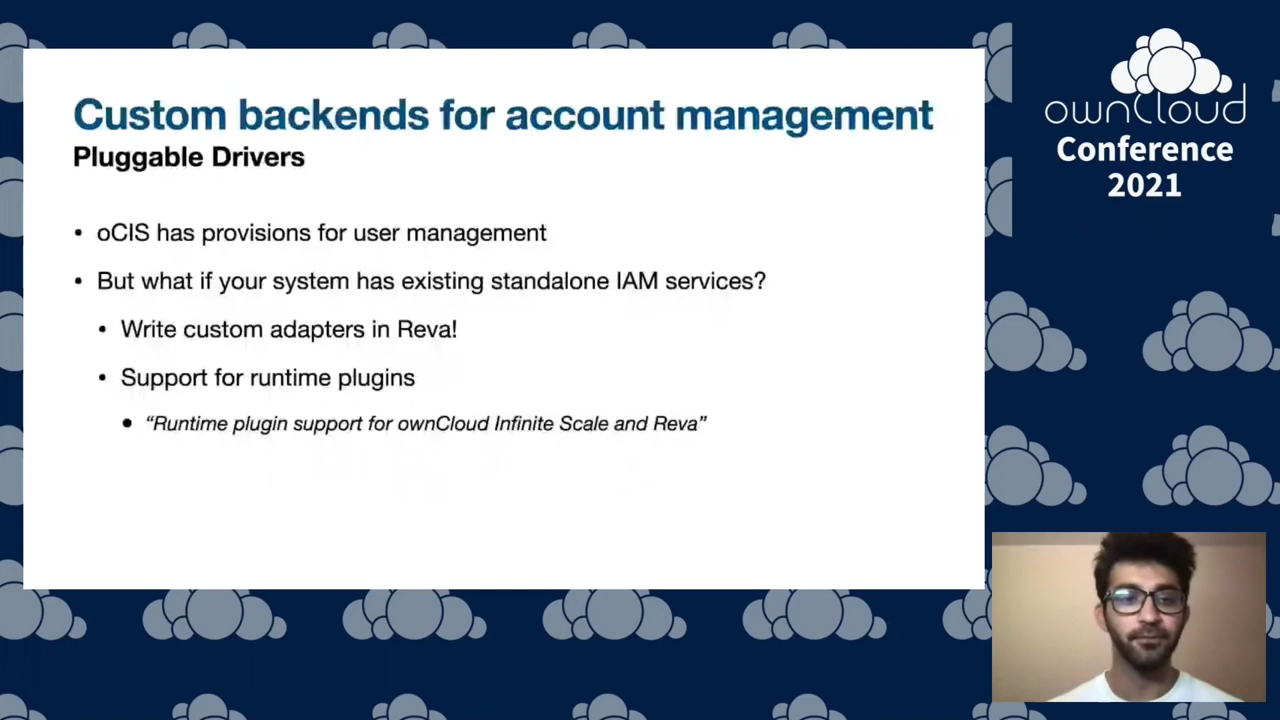 Custom backends for account management
Pluggable Drivers
• oCIS has provisions for user management
• But what if your system has existing standalone IAM services?
• Write custom adapters in Reva!
• Support for runtime plugins
• “Runtime plugin support for ownCloud Infinite Scale and Reva”
ownCloud
Conference
2021